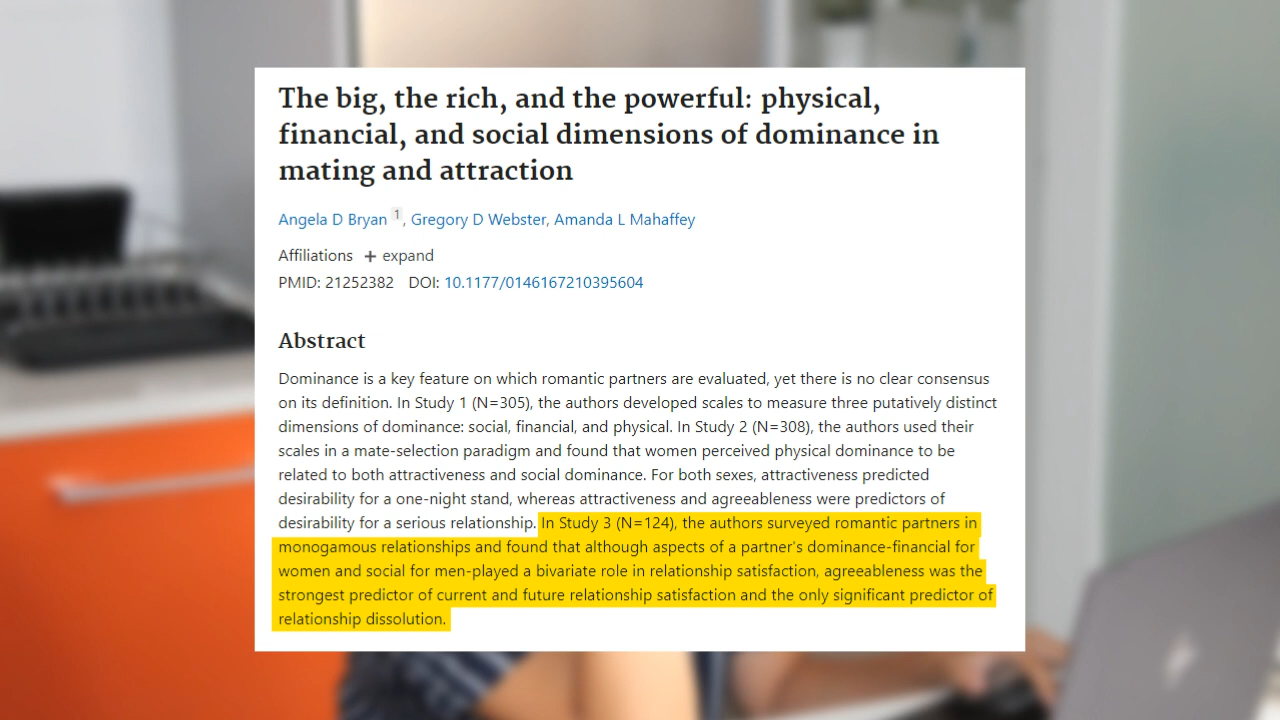 The big, the rich, and the powerful: physical,
financial, and social dimensions of dominance in
mating and attraction
Angela D Bryan 1, Gregory D Webster, Amanda L Mahaffey
Affiliations + expand
PMID: 21252382 DOI: 10.1177/0146167210395604
Abstract
Dominance is a key feature on which romantic partners are evaluated, yet there is no clear consensus
on its definition. In Study 1 (N=305), the authors developed scales to measure three putatively distinct
dimensions of dominance: social, financial, and physical. In Study 2 (N=308), the authors used their
scales in a mate-selection paradigm and found that women perceived physical dominance to be
related to both attractiveness and social dominance. For both sexes, attractiveness predicted
desirability for a one-night stand, whereas attractiveness and agreeableness were predictors of
desirability for a serious relationship. In Study 3 (N=124), the authors surveyed romantic partners in
monogamous relationships and found that although aspects of a partner's dominance-financial for
women and social for men-played a bivariate role in relationship satisfaction, agreeableness was the
strongest predictor of current and future relationship satisfaction and the only significant predictor of
relationship dissolution.